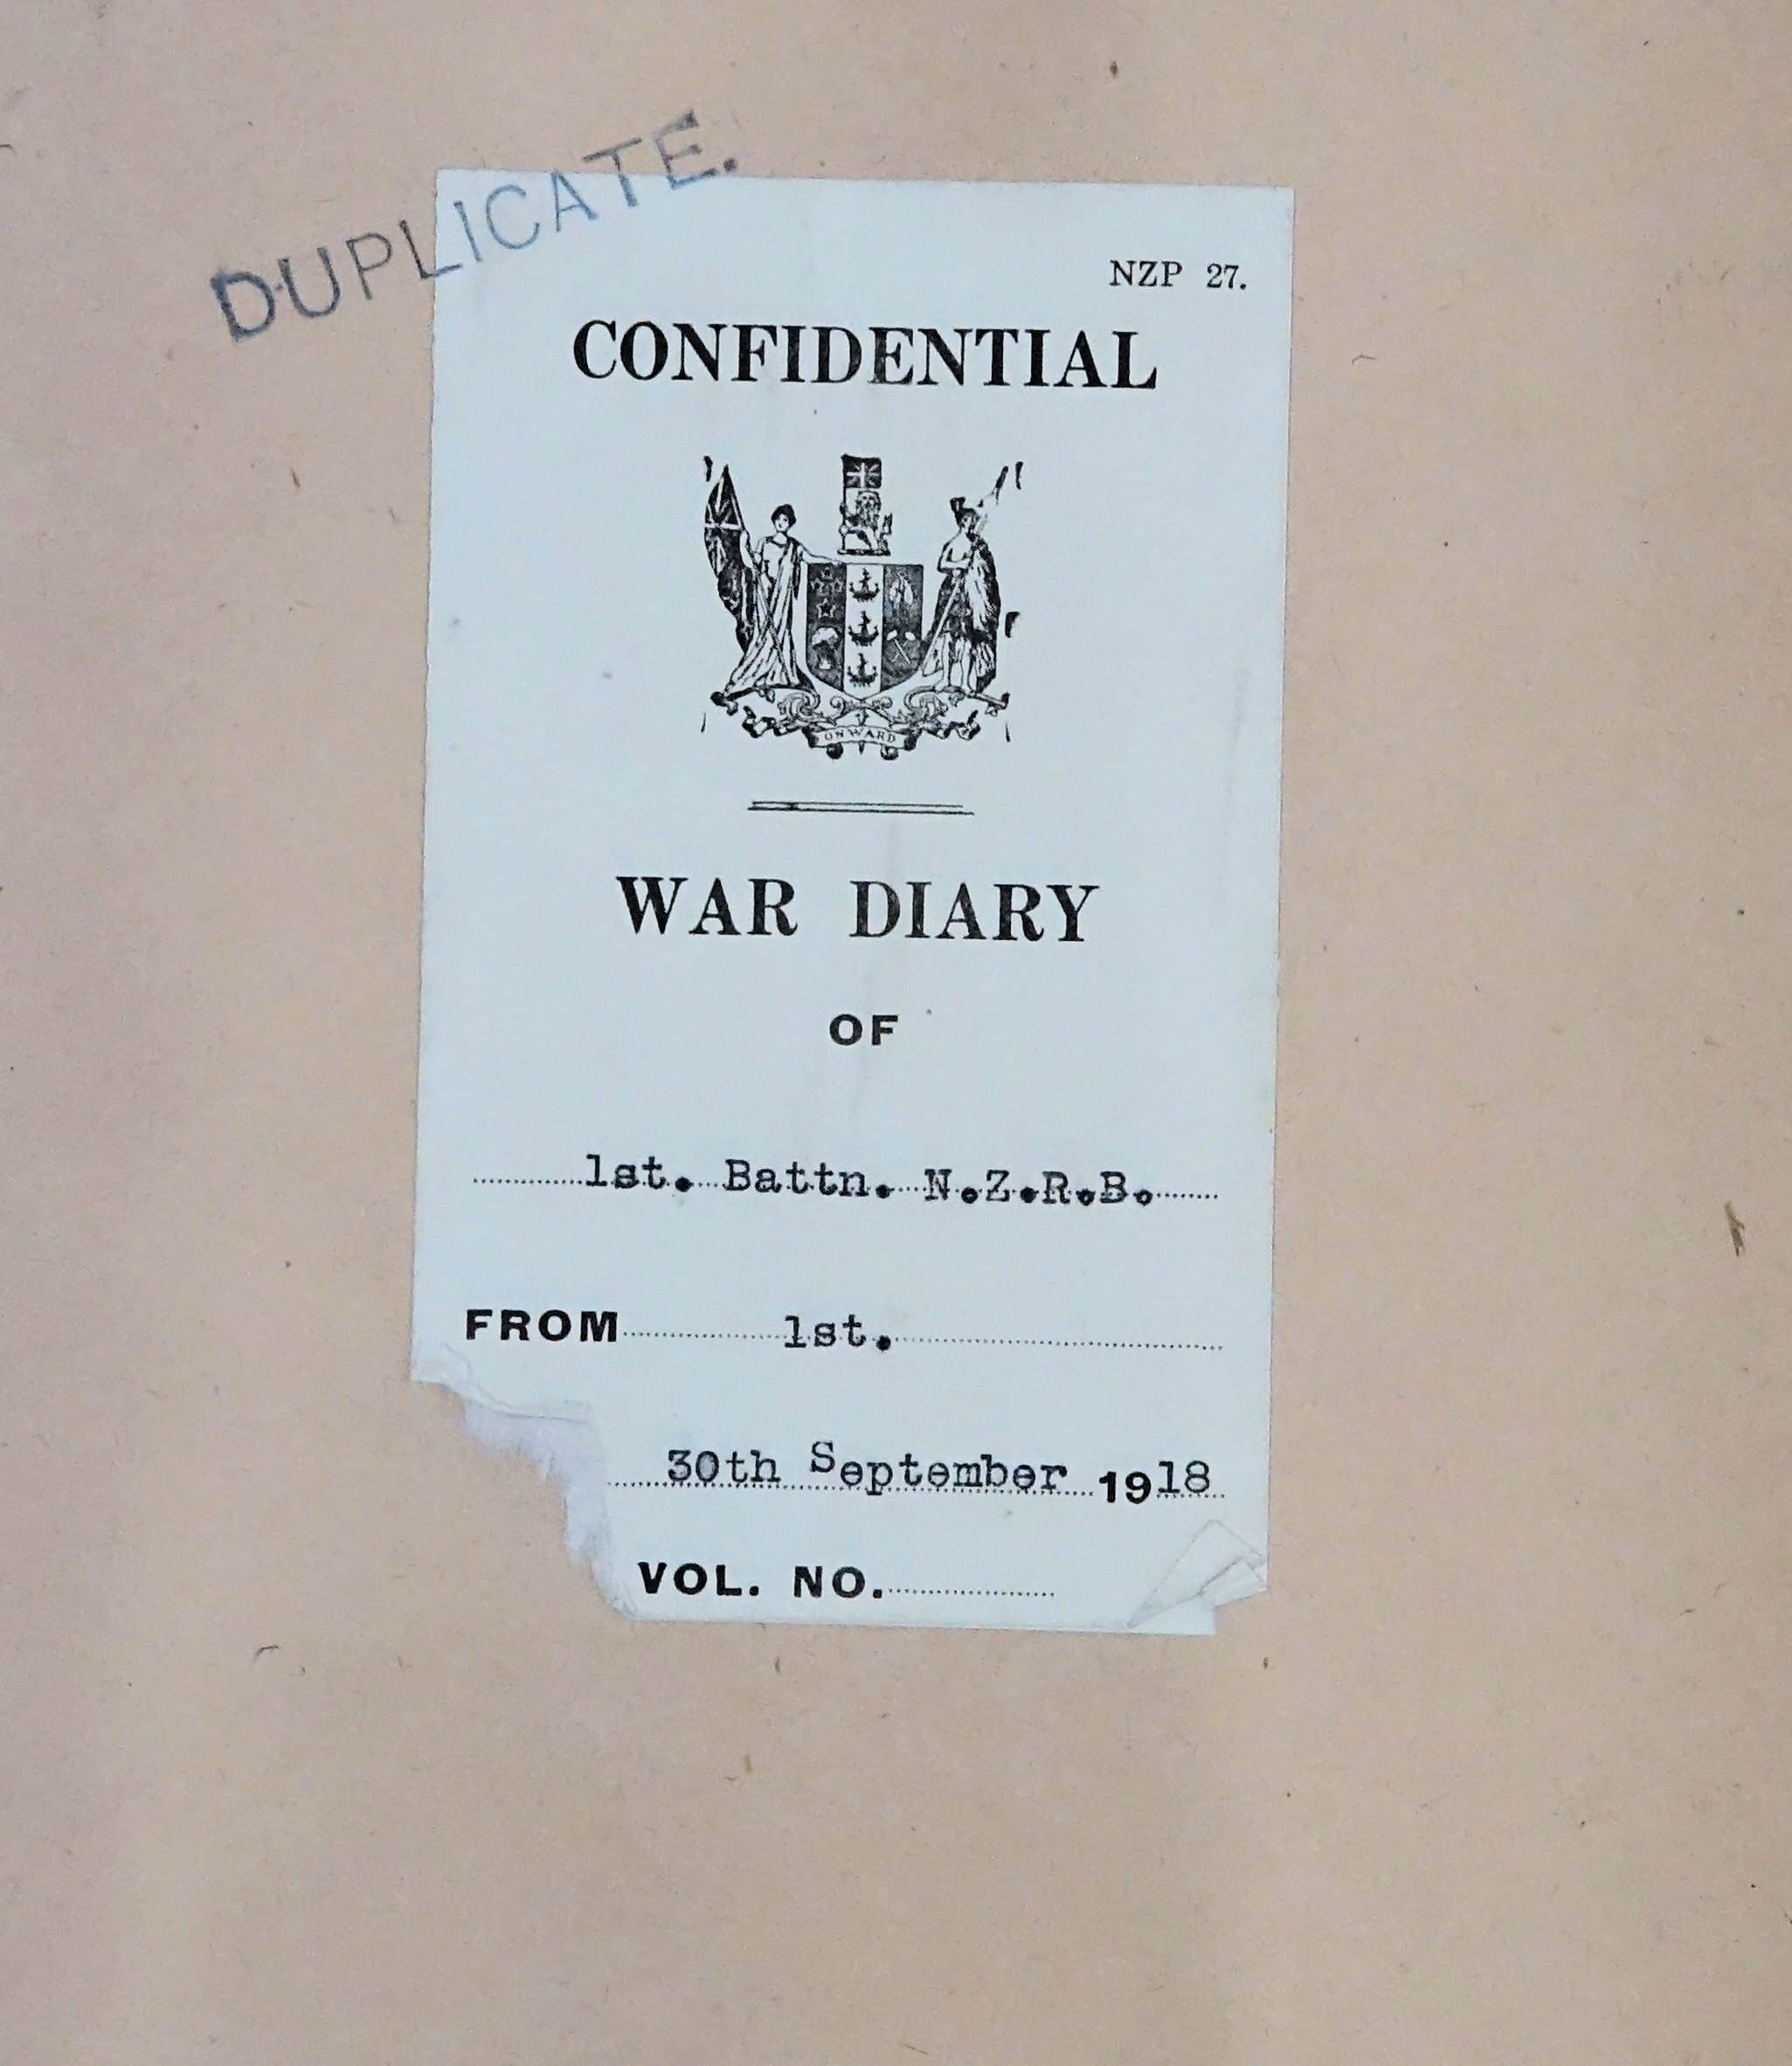 DUPLICATE.
NZP 27.
CONFIDENTIAL
ONWARD
WAR DIARY
OF
1st. Battn. N.Z.R.B.
FROM 1st.
30th September 1918
VOL. NO.